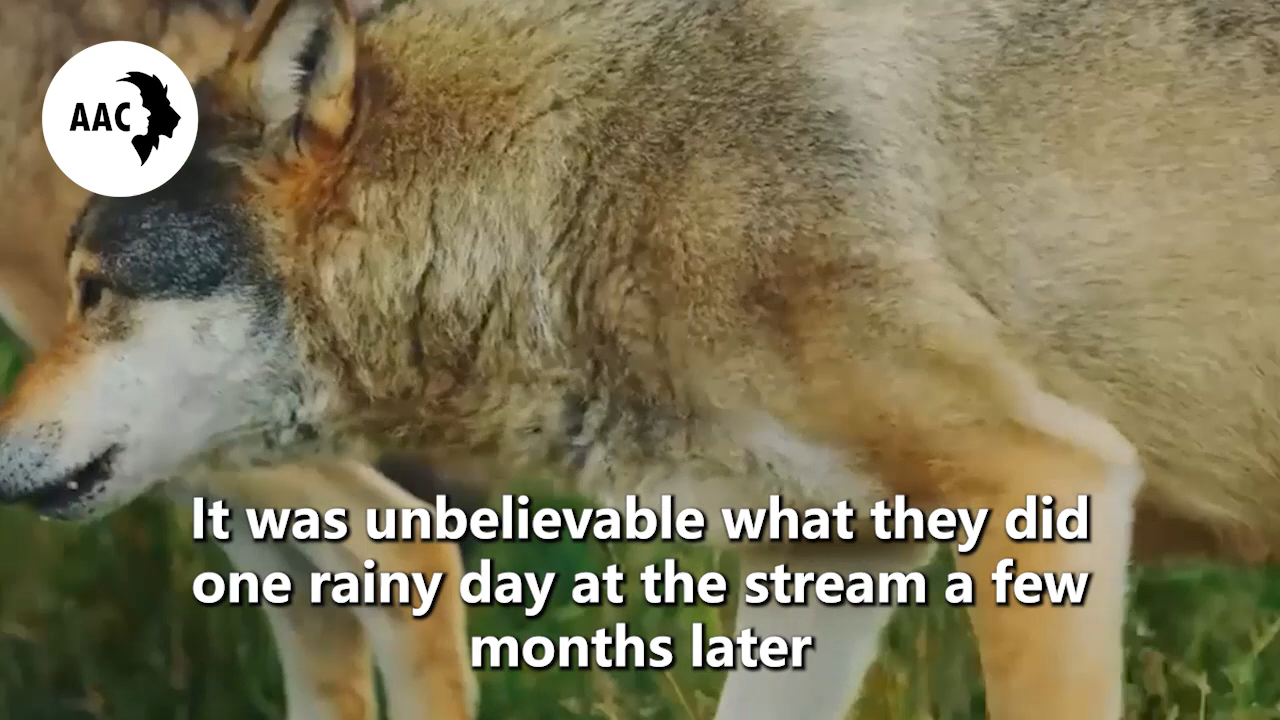 AAC
It was unbelievable what they did
one rainy day at the stream a few
months later